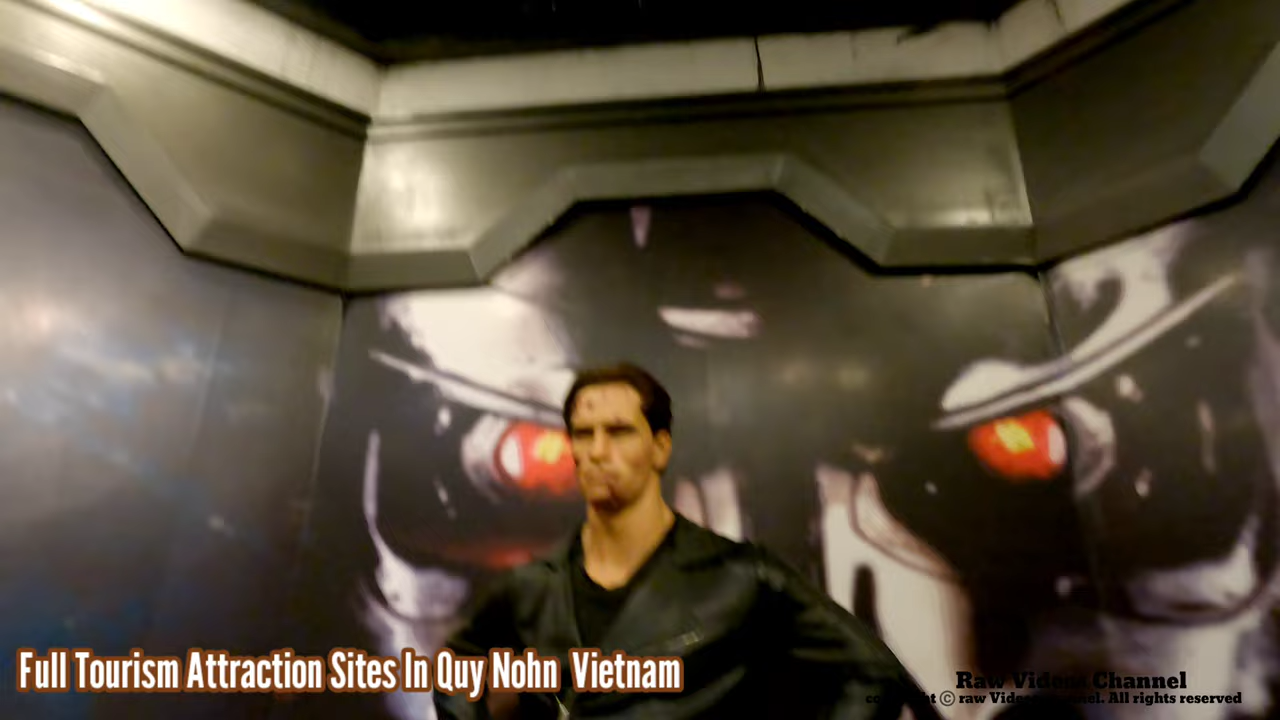 Full Tourism Attraction Sites In Quy Nohn Vietnam
Raw Videos Channel
© raw Videos channel. All rights reserved